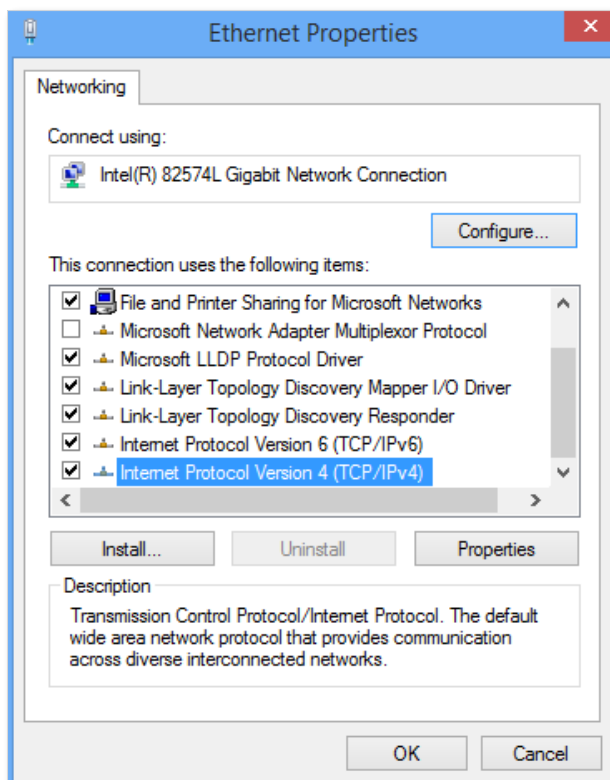 Ethernet Properties
Networking
Connect using:
Intel(R) 82574L Gigabit Network Connection
Configure...
This connection uses the following items:
File and Printer Sharing for Microsoft Networks
Microsoft Network Adapter Multiplexor Protocol
Microsoft LLDP Protocol Driver
Link-Layer Topology Discovery Mapper I/O Driver
Link-Layer Topology Discovery Responder
Internet Protocol Version 6 (TCP/IPv6)
Internet Protocol Version 4 (TCP/IPv4)
Install...
Uninstall
Properties
Description
Transmission Control Protocol/Internet Protocol. The default
wide area network protocol that provides communication
across diverse interconnected networks.
OK
Cancel